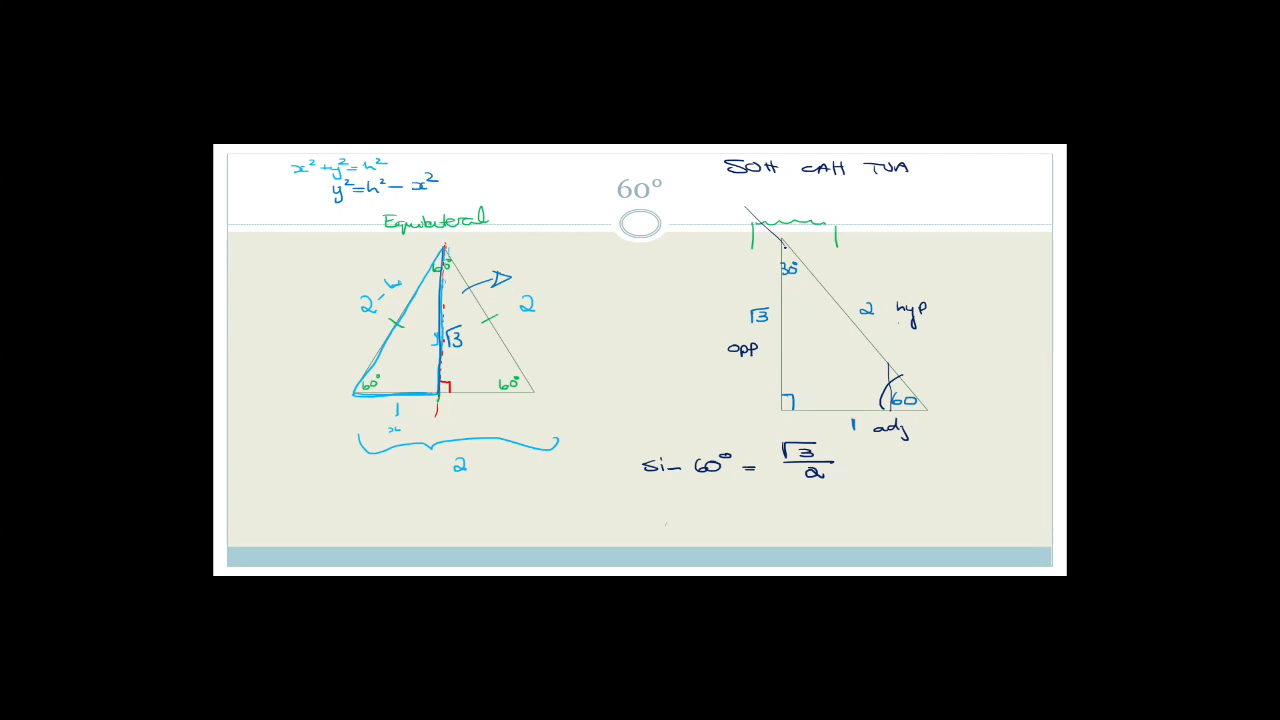 x² + y² = h²
y² = h² - x²
60°
SOH CAH TOA
Equilateral
60°
2
2
√3
60°
60°
1
x
2
30°
√3
opp
2 hyp
60
1 adj
sin 60° = √3/2